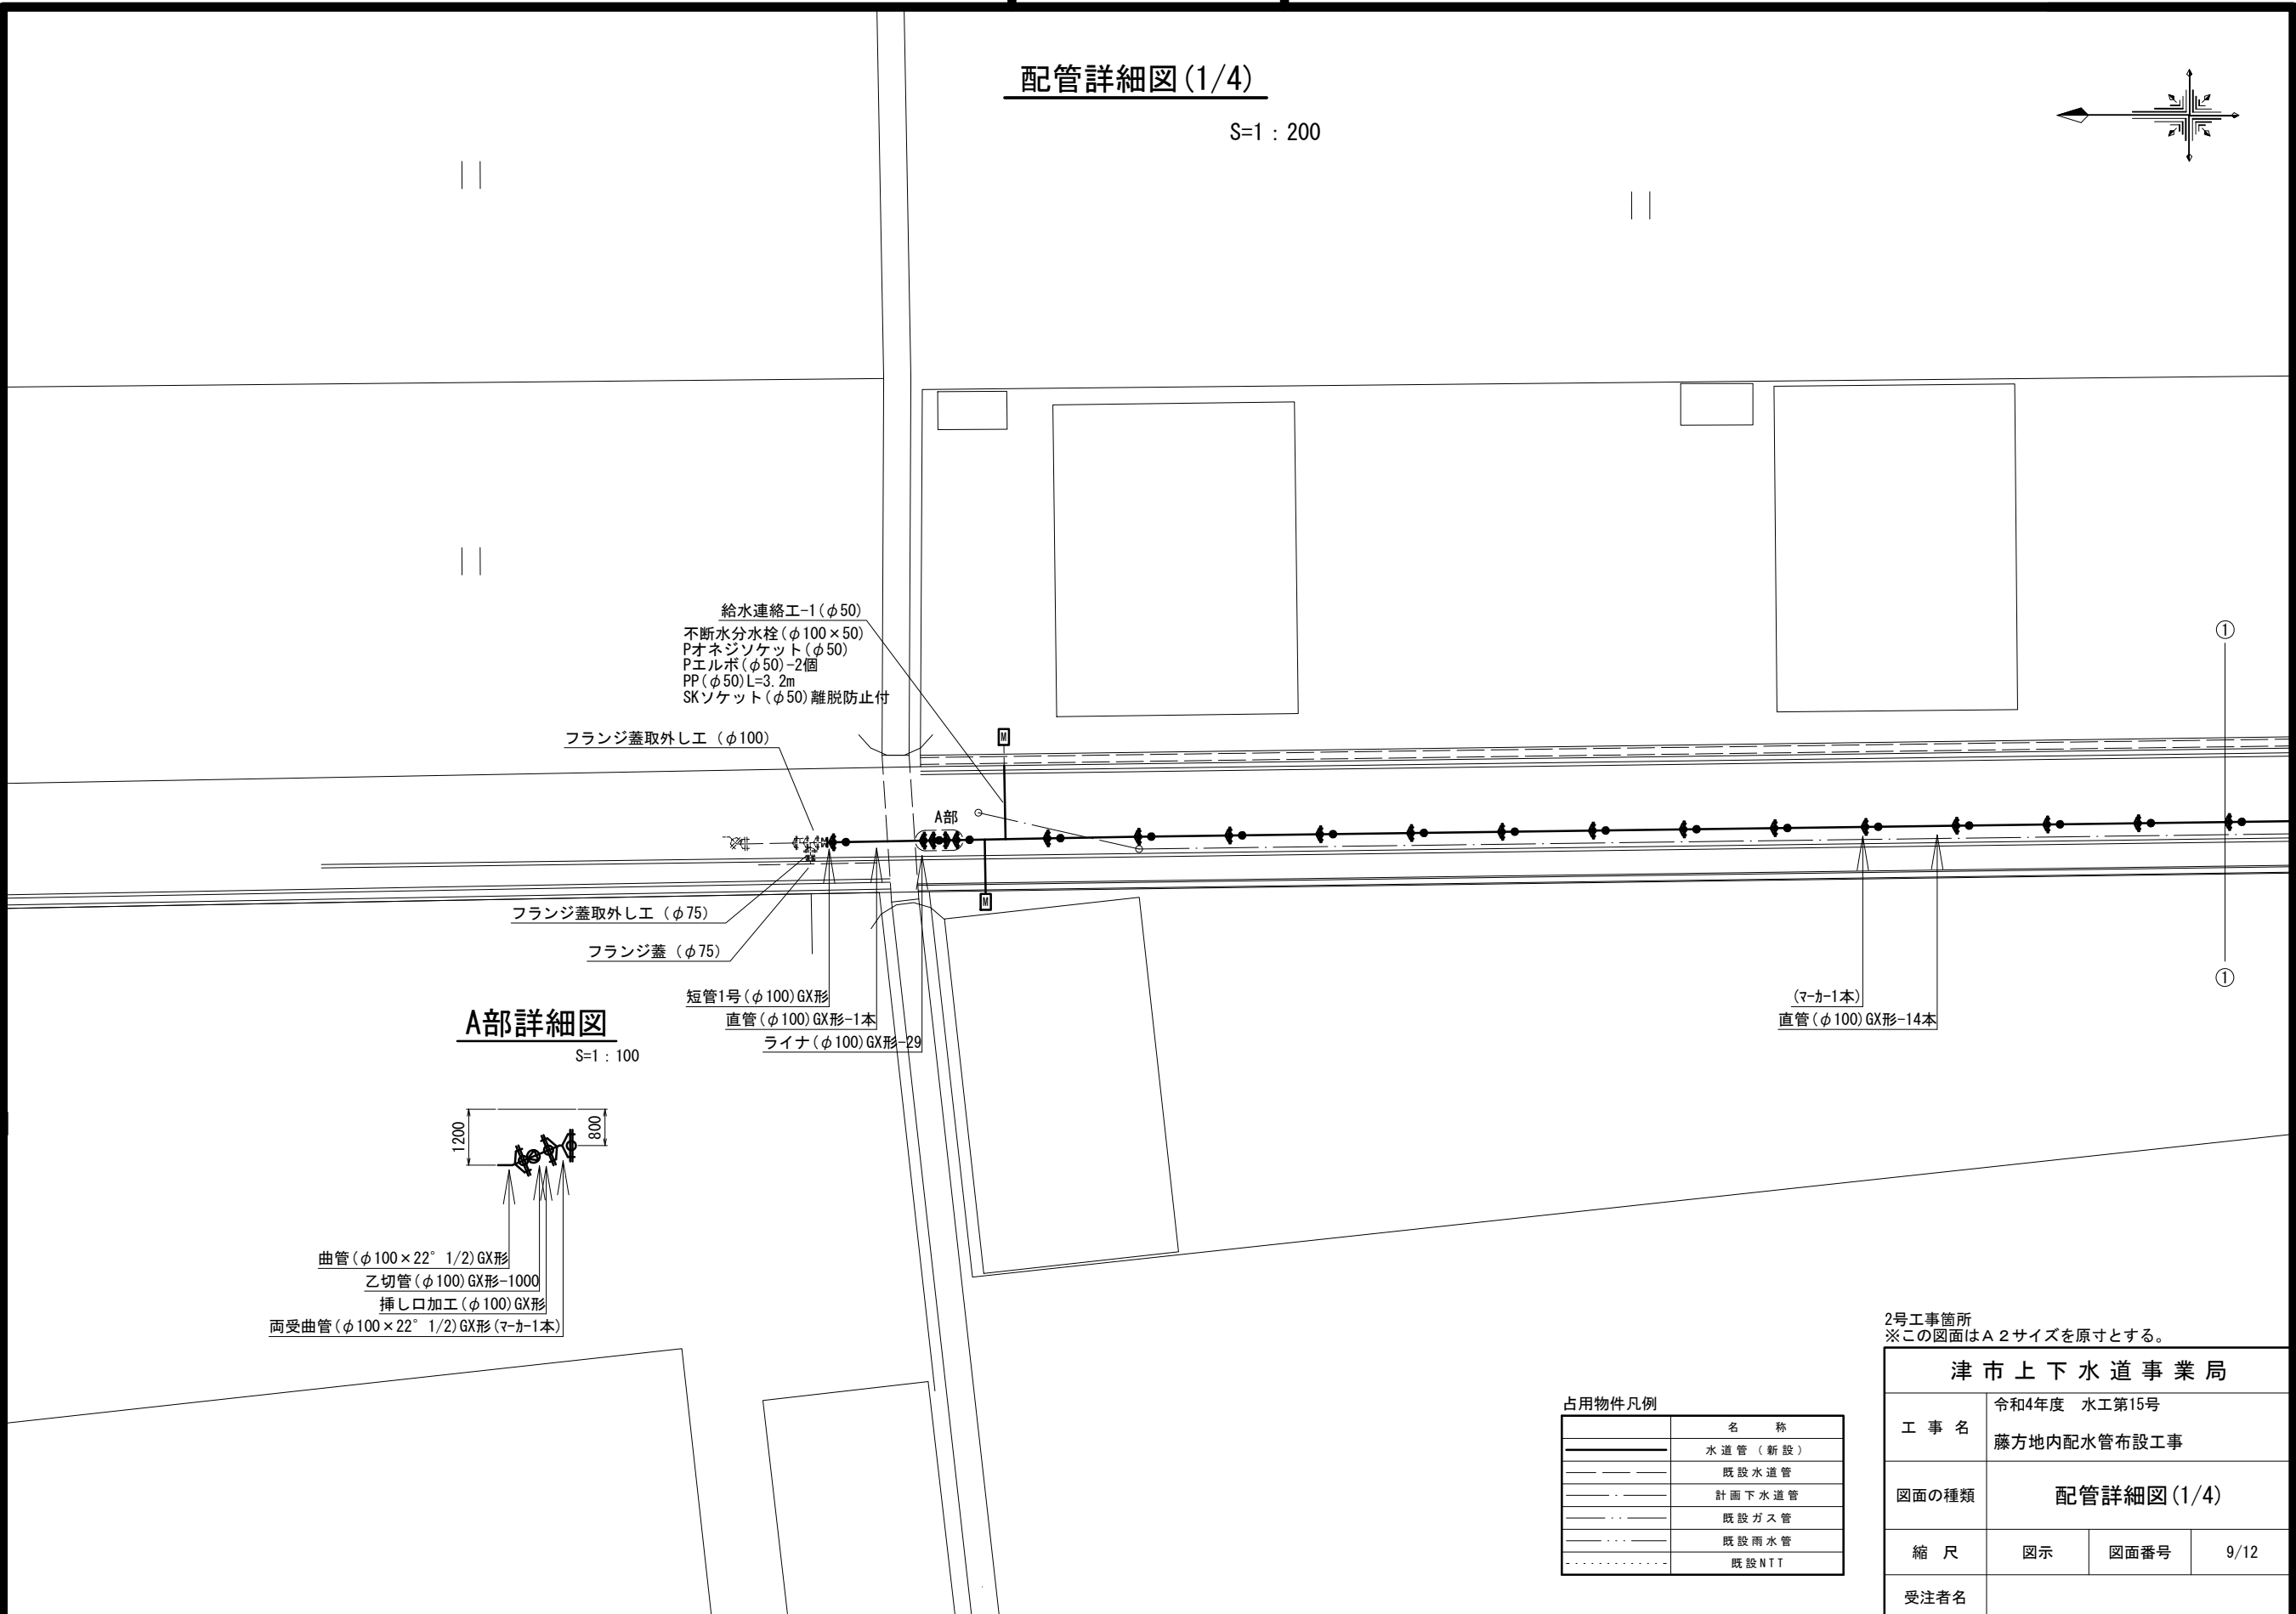 配管詳細図(1/4)
S=1：200
給水連絡工-1(φ50)
不断水分水栓(φ100×50)
Pオネジソケット(φ50)
Pエルボ(φ50)-2個
PP(φ50)L=3.2m
SKソケット(φ50)離脱防止付
フランジ蓋取外し工（φ100）
A部
M
M
フランジ蓋取外し工（φ75）
フランジ蓋（φ75）
短管1号(φ100)GX形
直管(φ100)GX形-1本
ライナ(φ100)GX形-29
①
①
(マーカー1本)
直管(φ100)GX形-14本
A部詳細図
S=1：100
1200
800
曲管(φ100×22°1/2)GX形
乙切管(φ100)GX形-1000
挿し口加工(φ100)GX形
両受曲管(φ100×22°1/2)GX形(マーカー1本)
占用物件凡例
名　称
水道管（新設）
既設水道管
計画下水道管
既設ガス管
既設雨水管
既設NTT
2号工事箇所
※この図面はA２サイズを原寸とする。
津市上下水道事業局
工事名
令和4年度　水工第15号
藤方地内配水管布設工事
図面の種類
配管詳細図(1/4)
縮尺
図示
図面番号
9/12
受注者名